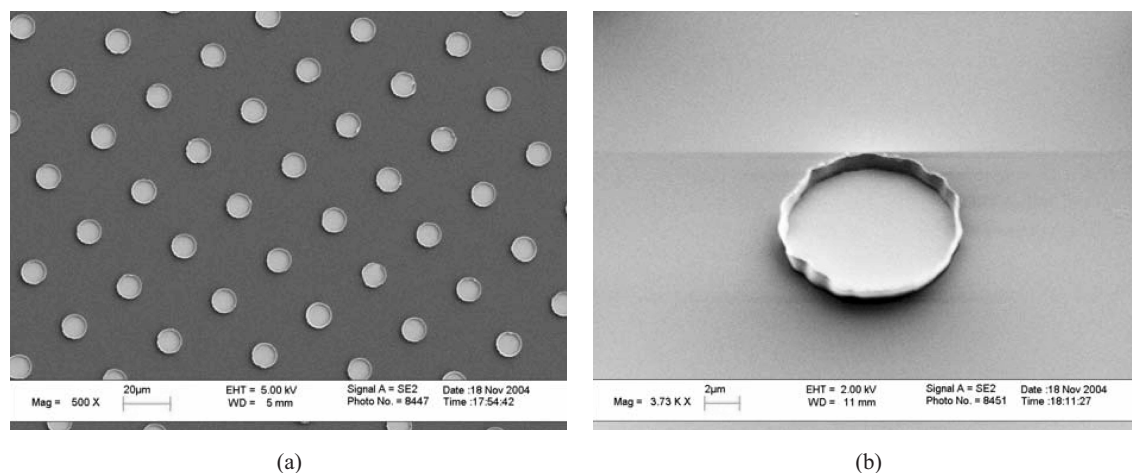 Mag = 500 X
20µm
EHT = 5.00 kV
WD = 5 mm
Signal A = SE2
Photo No. = 8447
Date :18 Nov 2004
Time :17:54:42
Mag = 3.73 K X
2µm
EHT = 2.00 kV
WD = 11 mm
Signal A = SE2
Photo No. = 8451
Date :18 Nov 2004
Time :18:11:27
(a)
(b)